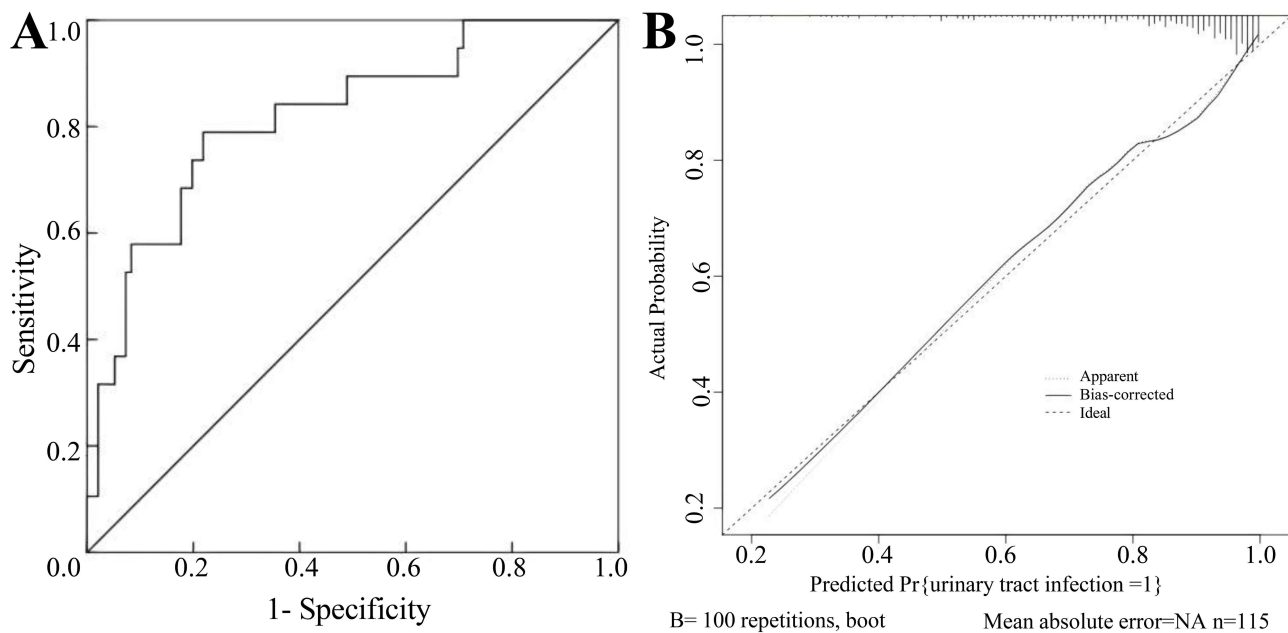 A
1.0
0.8
0.6
0.4
0.2
0.0
Sensitivity
0.2
0.4
0.6
0.8
1.0
1- Specificity
B
1.0
0.8
0.6
0.4
0.2
Actual Probability
Apparent
Bias-corrected
Ideal
0.2
0.4
0.6
0.8
1.0
Predicted Pr{urinary tract infection =1}
B= 100 repetitions, boot
Mean absolute error=NA n=115